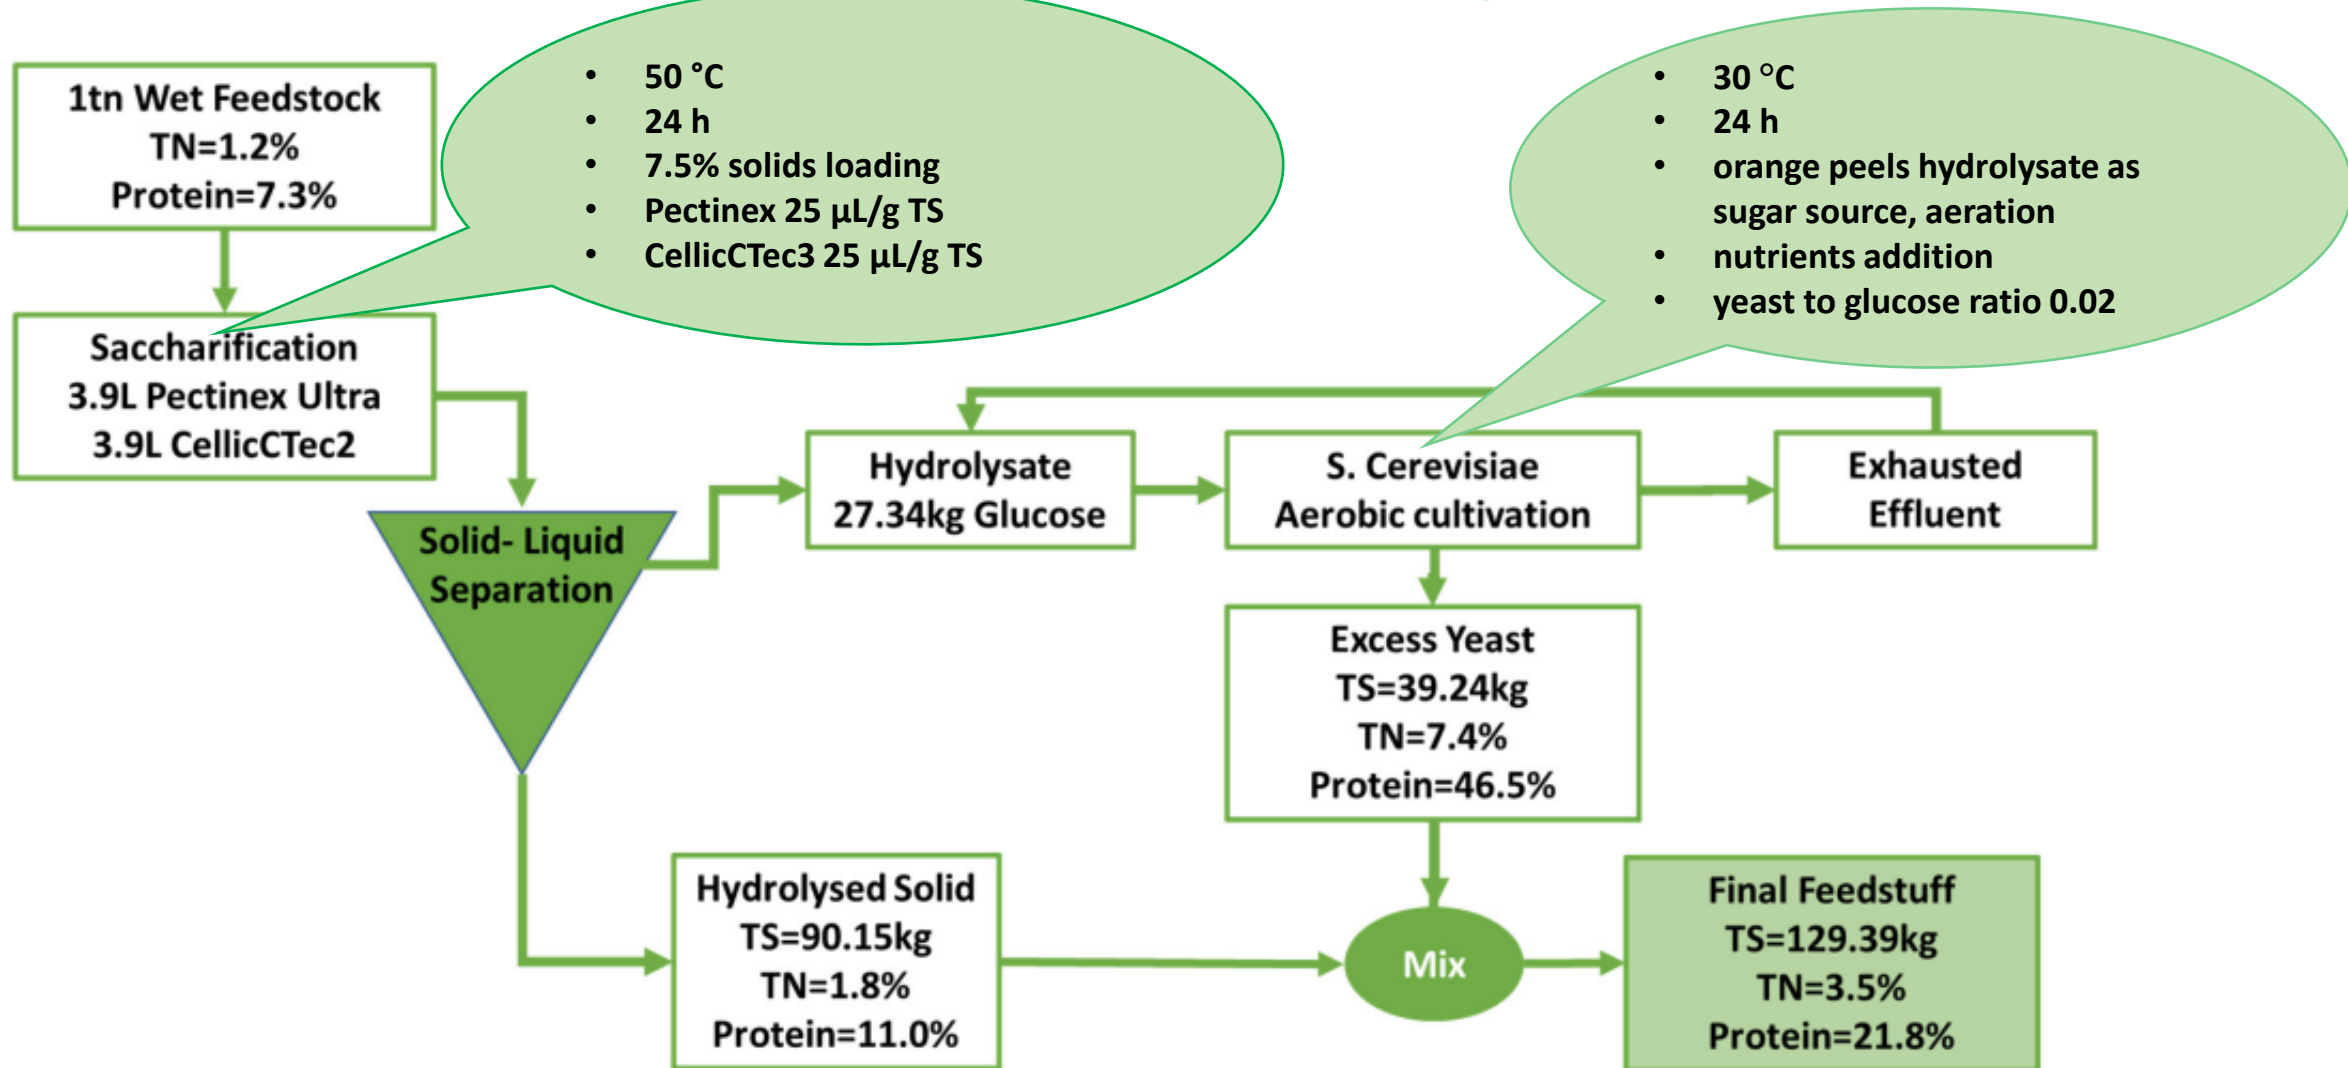 1tn Wet Feedstock
TN=1.2%
Protein=7.3%
• 50 °C
• 24 h
• 7.5% solids loading
• Pectinex 25 µL/g TS
• CellicCTec3 25 µL/g TS
• 30 °C
• 24 h
• orange peels hydrolysate as
sugar source, aeration
• nutrients addition
• yeast to glucose ratio 0.02
Saccharification
3.9L Pectinex Ultra
3.9L CellicCTec2
Solid- Liquid
Separation
Hydrolysate
27.34kg Glucose
S. Cerevisiae
Aerobic cultivation
Exhausted
Effluent
Excess Yeast
TS=39.24kg
TN=7.4%
Protein=46.5%
Hydrolysed Solid
TS=90.15kg
TN=1.8%
Protein=11.0%
Mix
Final Feedstuff
TS=129.39kg
TN=3.5%
Protein=21.8%